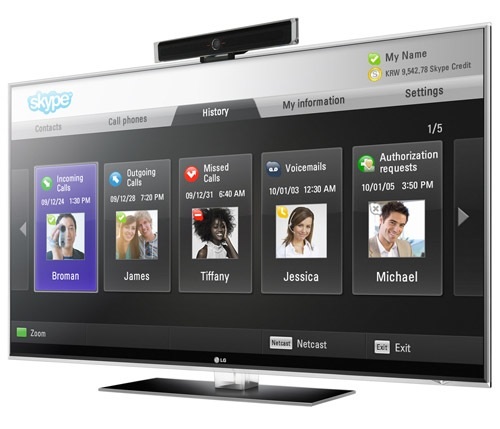 My Name
KRW 9,542.78 Skype Credit
skype
Contacts
Call phones
History
My information
Settings
1/5
Incoming
Calls
09/12/24 1:30 PM
Broman
Outgoing
Calls
09/12/28 7:20 PM
James
Missed
Calls
09/12/31 6:40 AM
Tiffany
Voicemails
10/01/03 12:30 AM
Jessica
Authorization
requests
10/01/05 3:50 PM
Michael
Zoom
Netcast Netcast
Exit Exit
LG